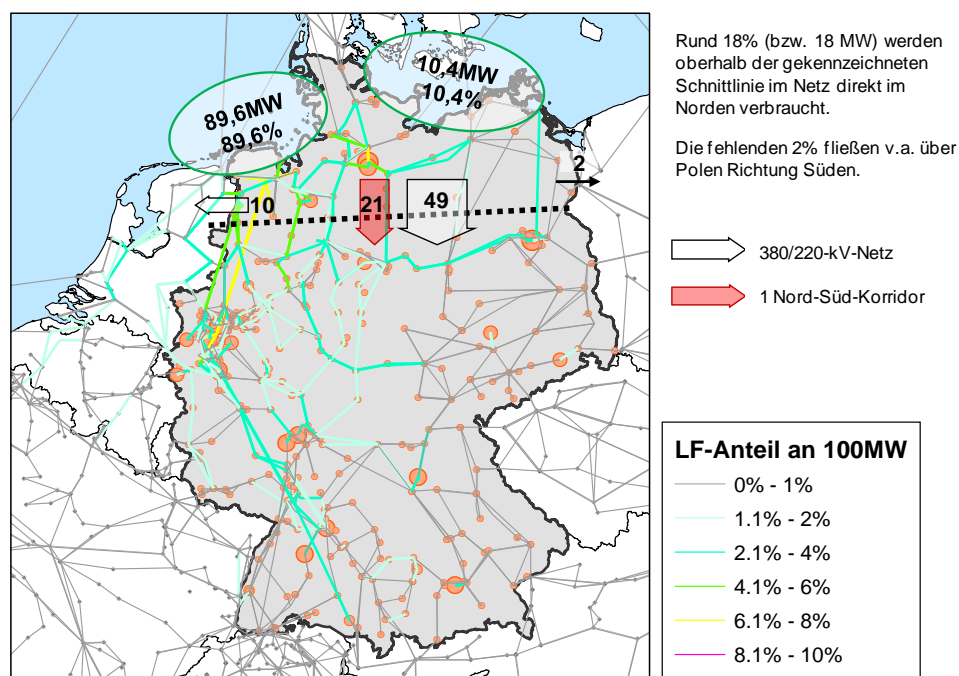 89,6MW
89,6%
10,4MW
10,4%
10
21
49
2
Rund 18% (bzw. 18 MW) werden
oberhalb der gekennzeichneten
Schnittlinie im Netz direkt im
Norden verbraucht.
Die fehlenden 2% fließen v.a. über
Polen Richtung Süden.
380/220-kV-Netz
1 Nord-Süd-Korridor
LF-Anteil an 100MW
0% - 1%
1.1% - 2%
2.1% - 4%
4.1% - 6%
6.1% - 8%
8.1% - 10%